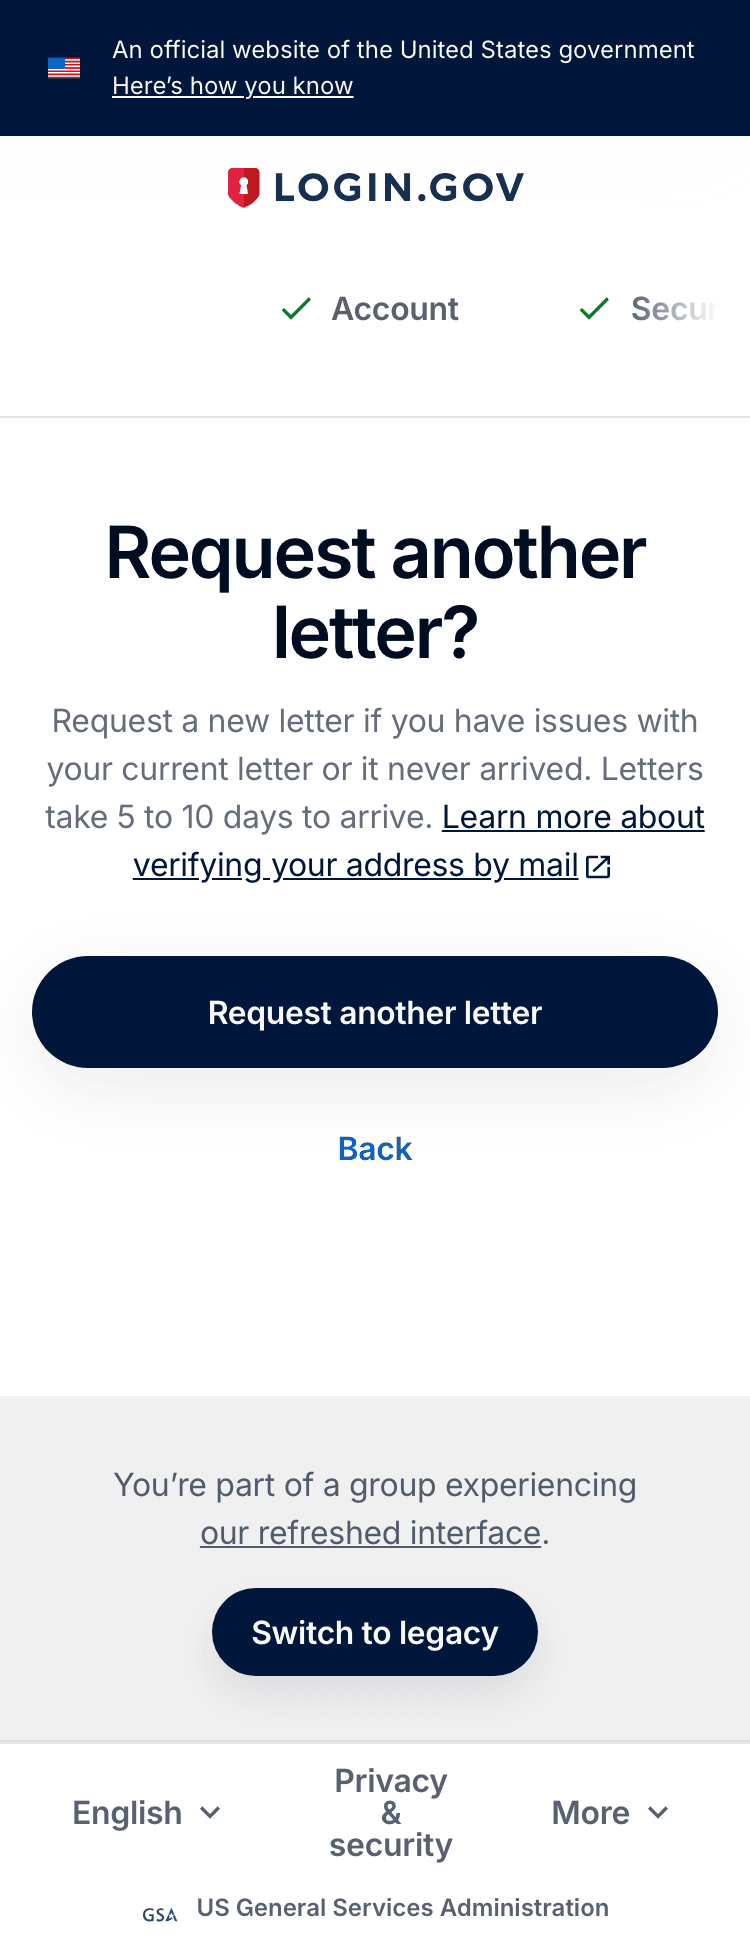 An official website of the United States government
Here’s how you know
LOGIN.GOV
Account
Secur
Request another
letter?
Request a new letter if you have issues with
your current letter or it never arrived. Letters
take 5 to 10 days to arrive. Learn more about
verifying your address by mail
Request another letter
Back
You’re part of a group experiencing
our refreshed interface.
Switch to legacy
English
Privacy
&
security
More
GSA US General Services Administration